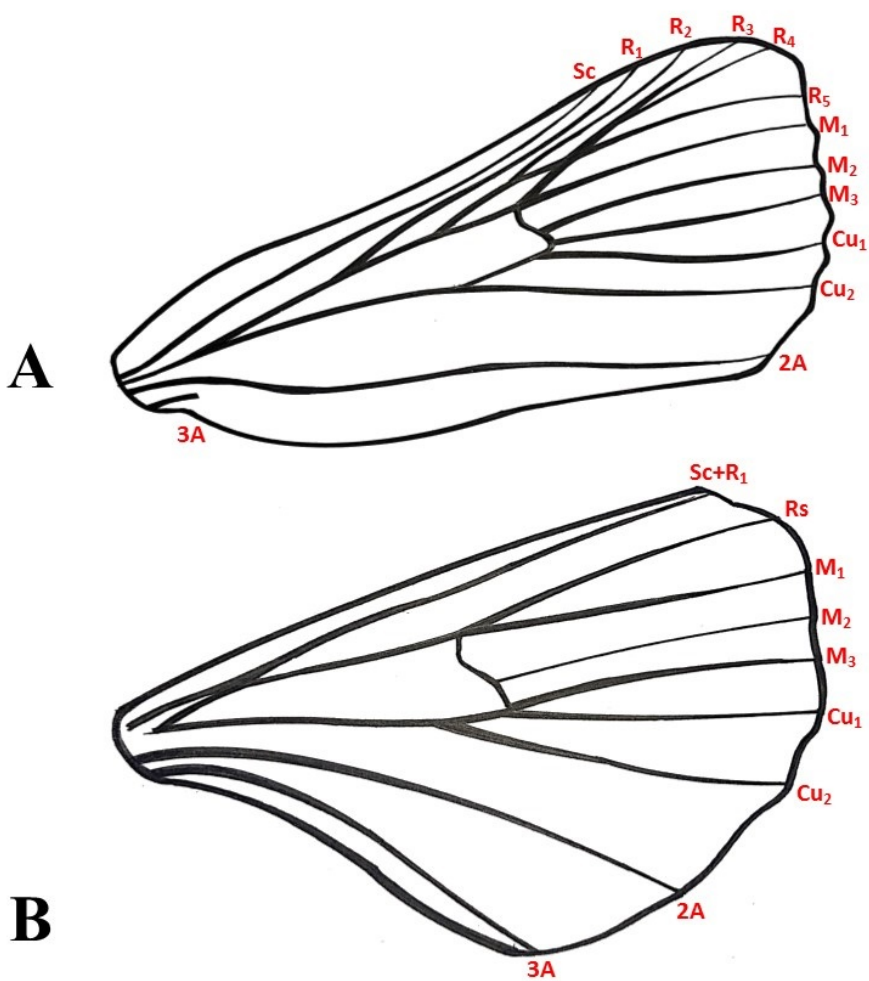 R₃
R₂
R₄
R₁
Sc
R₅
M₁
M₂
M₃
Cu₁
Cu₂
A
2A
3A
Sc+R₁
Rs
M₁
M₂
M₃
Cu₁
Cu₂
B
2A
3A